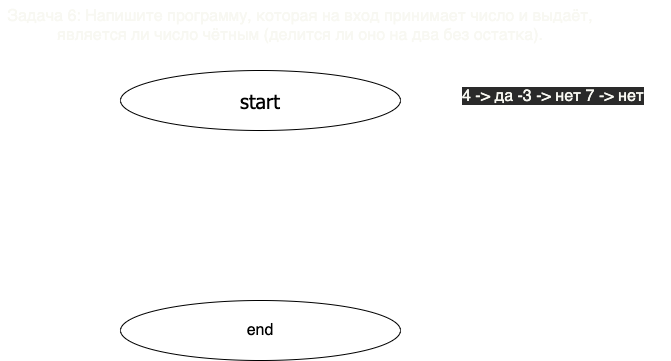 Задача 6: Напишите программу, которая на вход принимает число и выдаёт,
является ли число чётным (делится ли оно на два без остатка).
4 -> да -3 -> нет 7 -> нет
start
end